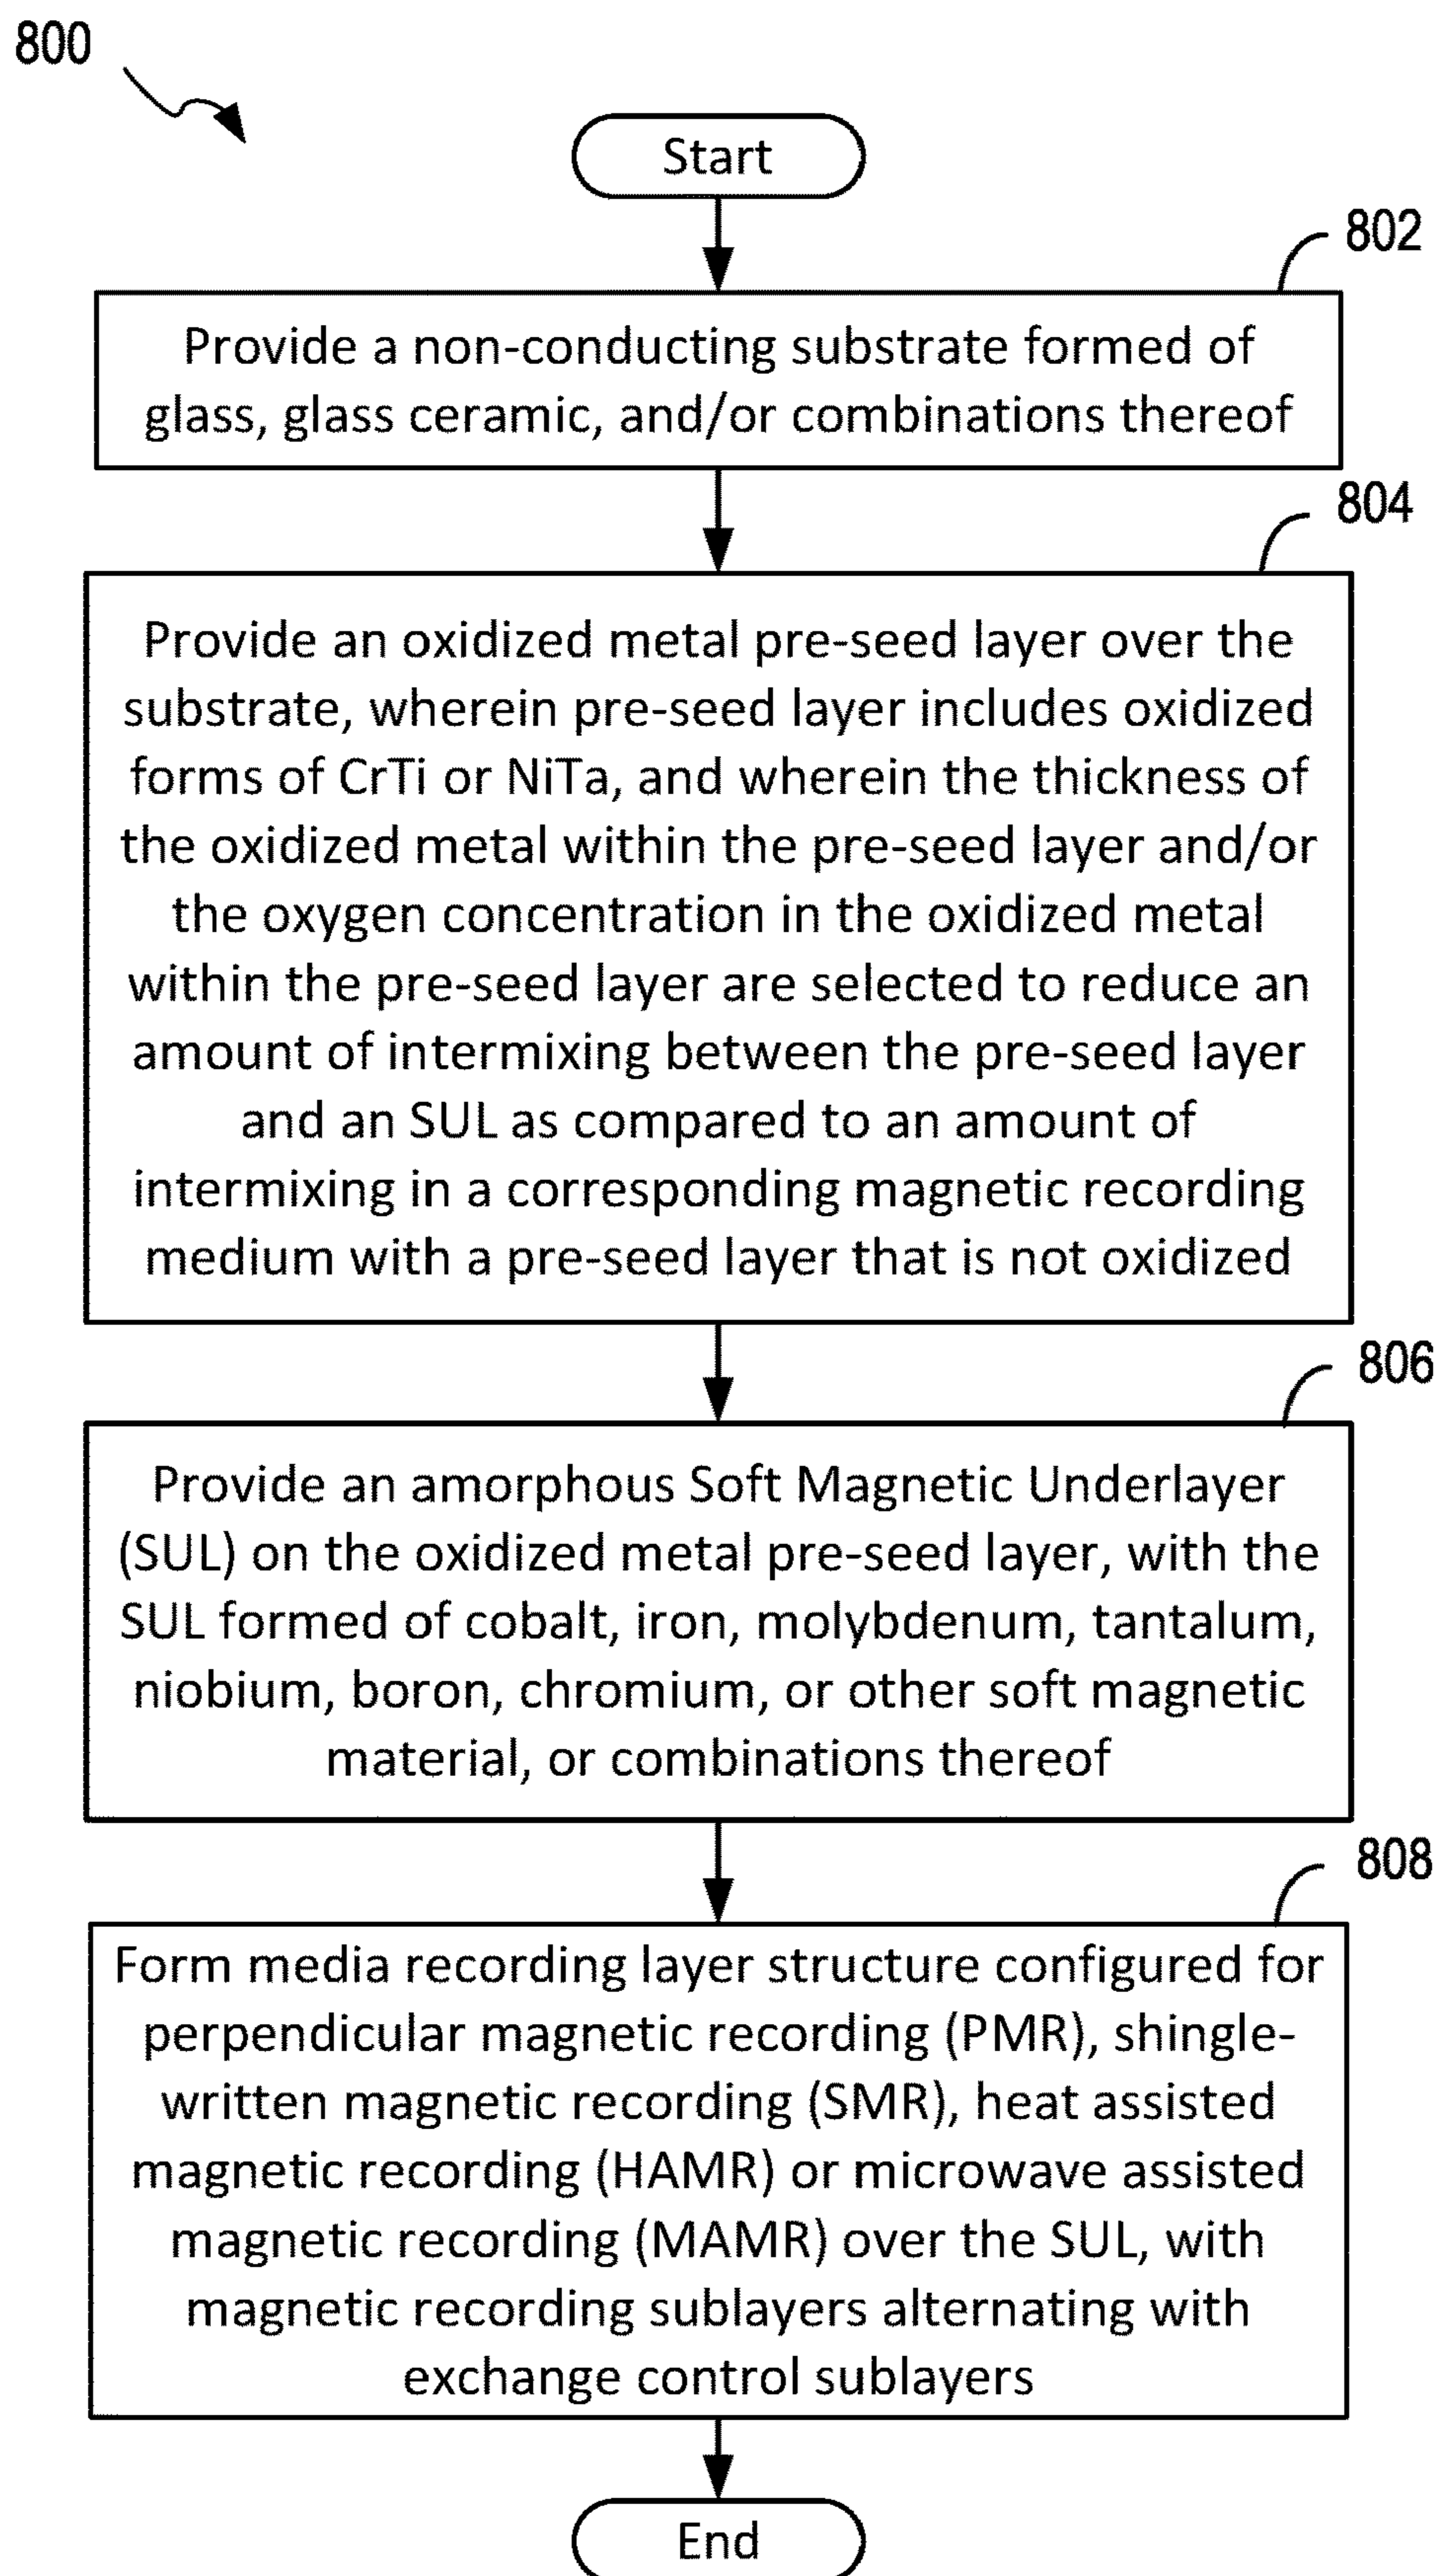 800
Start
802
Provide a non-conducting substrate formed of
glass, glass ceramic, and/or combinations thereof
804
Provide an oxidized metal pre-seed layer over the
substrate, wherein pre-seed layer includes oxidized
forms of CrTi or NiTa, and wherein the thickness of
the oxidized metal within the pre-seed layer and/or
the oxygen concentration in the oxidized metal
within the pre-seed layer are selected to reduce an
amount of intermixing between the pre-seed layer
and an SUL as compared to an amount of
intermixing in a corresponding magnetic recording
medium with a pre-seed layer that is not oxidized
806
Provide an amorphous Soft Magnetic Underlayer
(SUL) on the oxidized metal pre-seed layer, with the
SUL formed of cobalt, iron, molybdenum, tantalum,
niobium, boron, chromium, or other soft magnetic
material, or combinations thereof
808
Form media recording layer structure configured for
perpendicular magnetic recording (PMR), shingle-
written magnetic recording (SMR), heat assisted
magnetic recording (HAMR) or microwave assisted
magnetic recording (MAMR) over the SUL, with
magnetic recording sublayers alternating with
exchange control sublayers
End